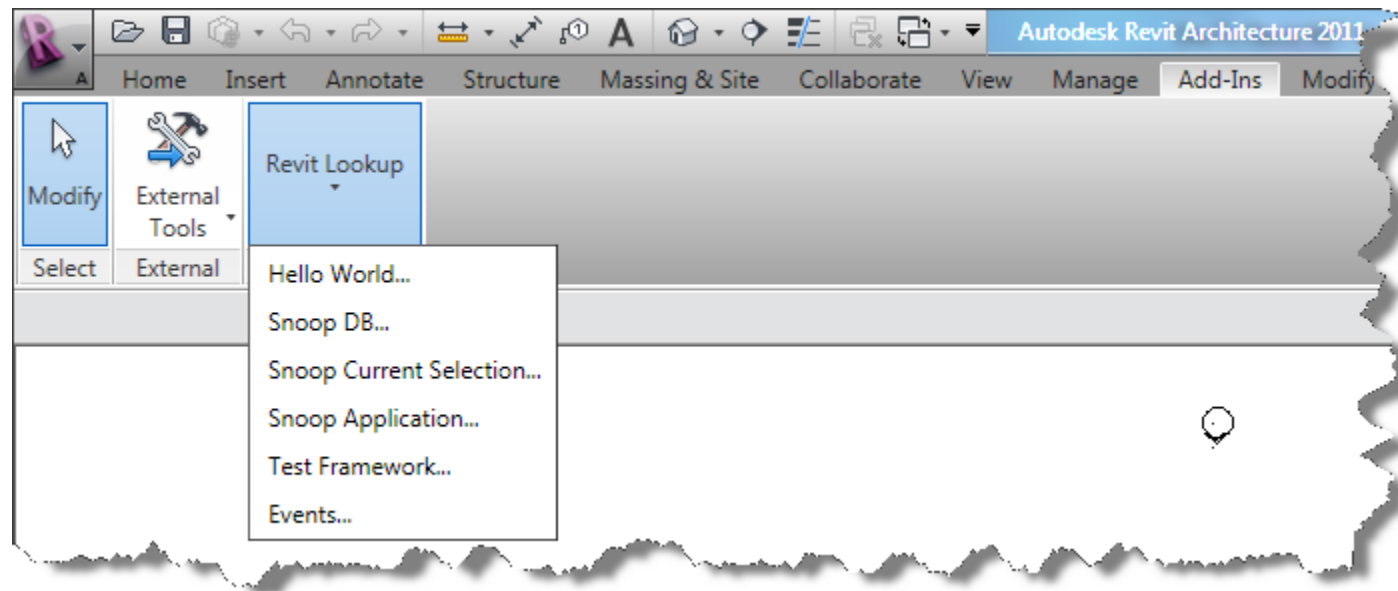 Autodesk Revit Architecture 2011
A
Home Insert Annotate Structure Massing & Site Collaborate View Manage Add-Ins Modify
Modify
External
Tools
Revit Lookup
Select External
Hello World...
Snoop DB...
Snoop Current Selection...
Snoop Application...
Test Framework...
Events...